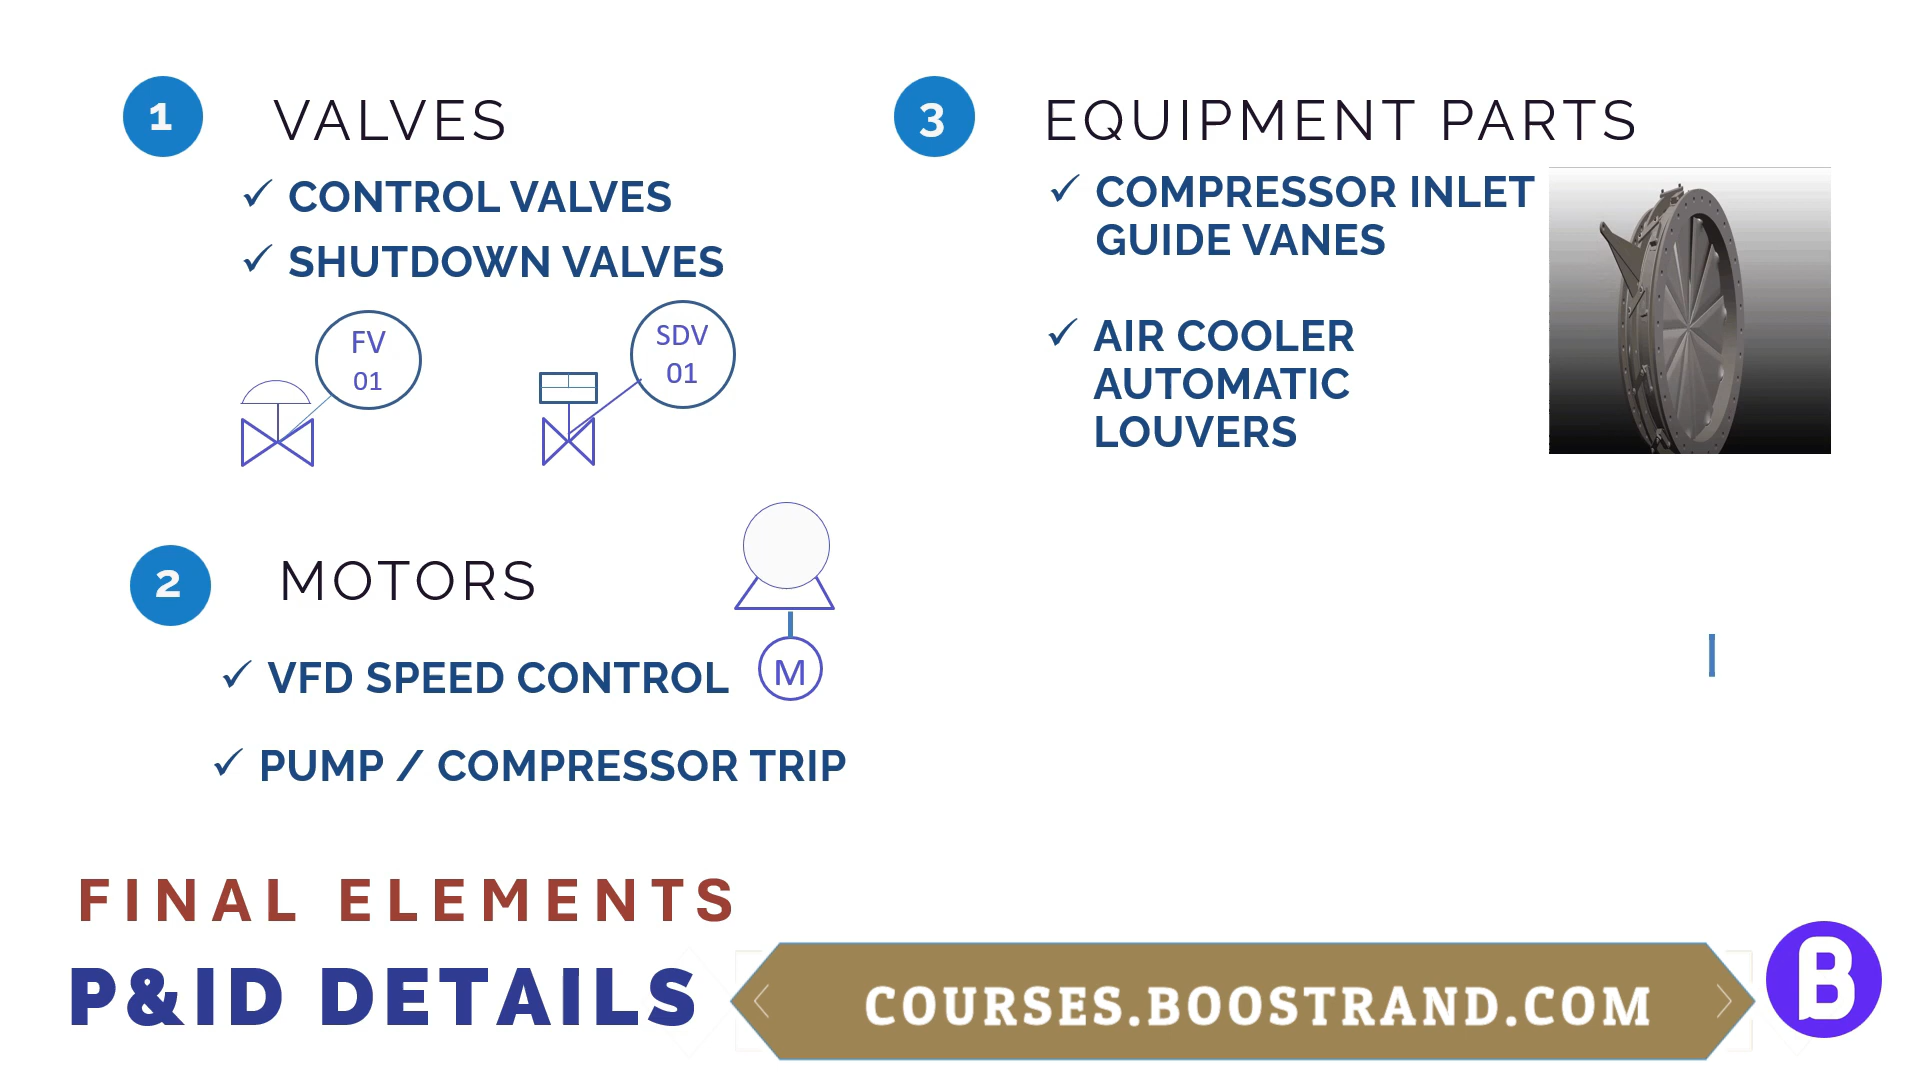 1
VALVES
✓ CONTROL VALVES
✓ SHUTDOWN VALVES
FV
01
SDV
01
2
MOTORS
M
✓ VFD SPEED CONTROL
✓ PUMP / COMPRESSOR TRIP
3
EQUIPMENT PARTS
✓ COMPRESSOR INLET
GUIDE VANES
✓ AIR COOLER
AUTOMATIC
LOUVERS
FINAL ELEMENTS
P&ID DETAILS
COURSES.BOOSTRAND.COM
B